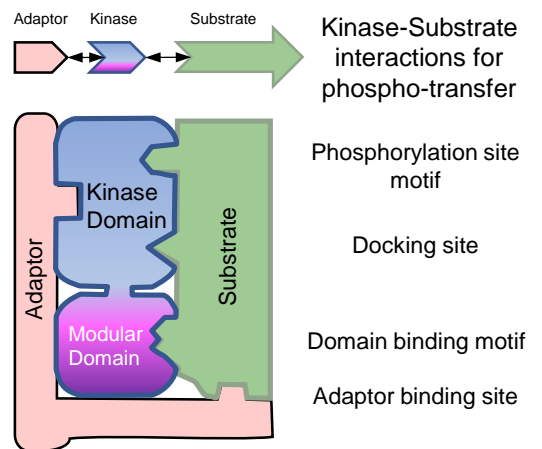 Adaptor Kinase Substrate
Kinase-Substrate
interactions for
phospho-transfer
Phosphorylation site
motif
Kinase
Domain
Docking site
Adaptor
Substrate
Modular
Domain
Domain binding motif
Adaptor binding site